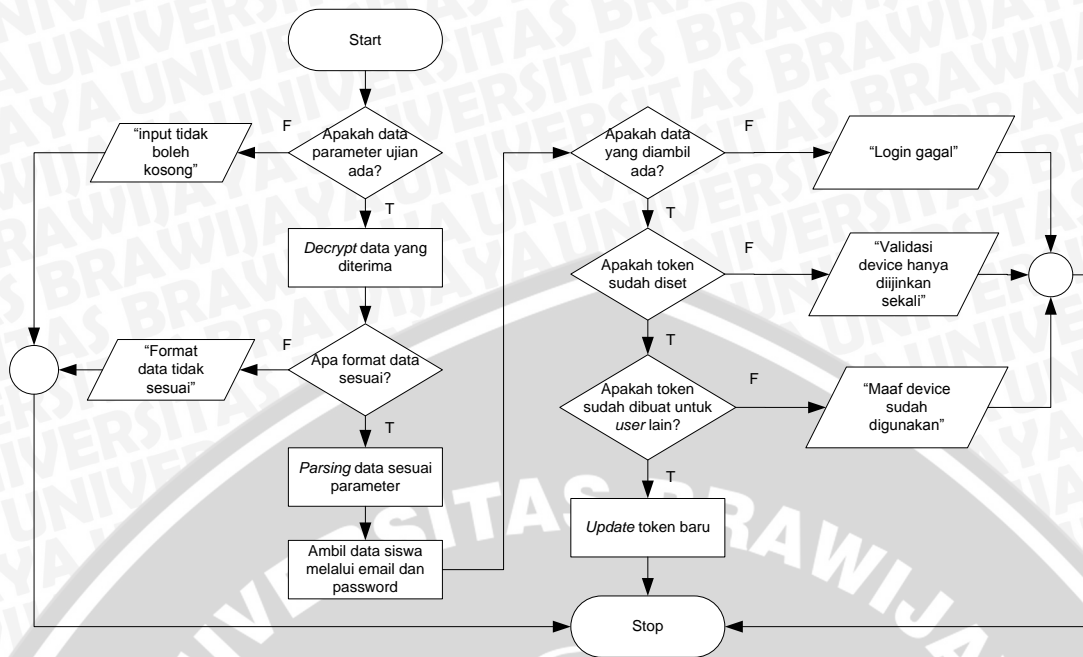 Start
Apakah data
parameter ujian
ada?
F
“input tidak
boleh
kosong”
T
Decrypt data yang
diterima
Apa format data
sesuai?
F
“Format
data tidak
sesuai”
T
Parsing data sesuai
parameter
Ambil data siswa
melalui email dan
password
Apakah data
yang diambil
ada?
F
“Login gagal”
T
Apakah token
sudah diset
F
“Validasi
device hanya
diijinkan
sekali”
T
Apakah token
sudah dibuat untuk
user lain?
F
“Maaf device
sudah
digunakan”
T
Update token baru
Stop
UNIVERSITAS BRAWIJAYA